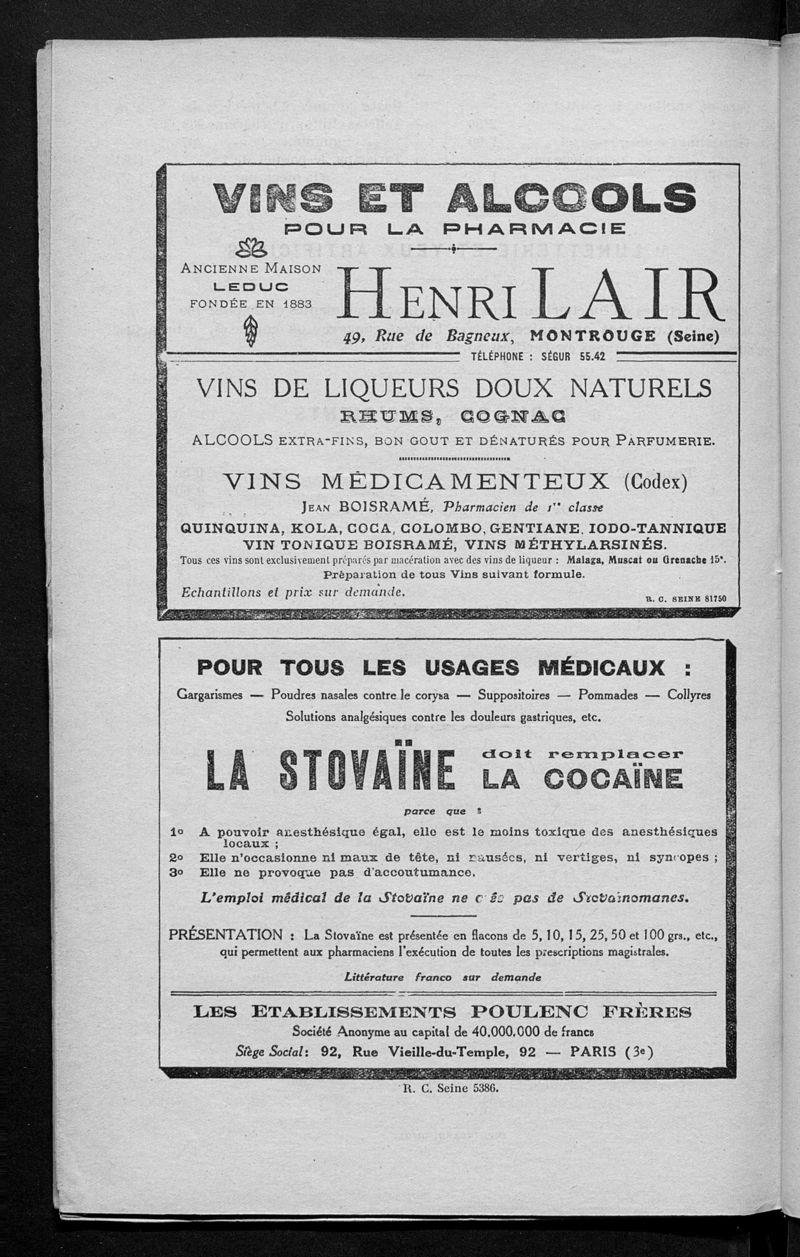 VINS ET ALCOOLS
POUR LA PHARMACIE
ANCIENNE MAISON
LEDUC
FONDÉE EN 1883
HENRI LAIR
49, Rue de Bagneux, MONTROUGE (Seine)
TÉLÉPHONE : SÉGUR 55.42
VINS DE LIQUEURS DOUX NATURELS
RHUMS, COGNAC
ALCOOLS EXTRA-FINS, BON GOUT ET DÉNATURÉS POUR PARFUMERIE.
VINS MÉDICAMENTEUX (Codex)
JEAN BOISRAMÉ, Pharmacien de 1re classe
QUINQUINA, KOLA, COCA, COLOMBO, GENTIANE, IODO-TANNIQUE
VIN TONIQUE BOISRAMÉ, VINS MÉTHYLARSINÉS.
Tous ces vins sont exclusivement préparés par macération avec des vins de liqueur : Malaga, Muscat ou Grenache 15°.
Préparation de tous Vins suivant formule.
Echantillons et prix sur demande.
R. C. SEINE 81750
POUR TOUS LES USAGES MÉDICAUX :
Gargarismes — Poudres nasales contre le coryza — Suppositoires — Pommades — Collyres
Solutions analgésiques contre les douleurs gastriques, etc.
LA STOVAÏNE doit remplacer
LA COCAÏNE
parce que :
1o A pouvoir anesthésique égal, elle est le moins toxique des anesthésiques
locaux ;
2o Elle n'occasionne ni maux de tête, ni nausées, ni vertiges, ni syncopes ;
3o Elle ne provoque pas d'accoutumance.
L'emploi médical de la Stovaïne ne crée pas de Stovaïnomanes.
PRÉSENTATION : La Stovaïne est présentée en flacons de 5, 10, 15, 25, 50 et 100 grs., etc.,
qui permettent aux pharmaciens l'exécution de toutes les prescriptions magistrales.
Littérature franco sur demande
LES ETABLISSEMENTS POULENC FRÈRES
Société Anonyme au capital de 40.000.000 de francs
Siège Social : 92, Rue Vieille-du-Temple, 92 — PARIS (3e)
R. C. Seine 5386.